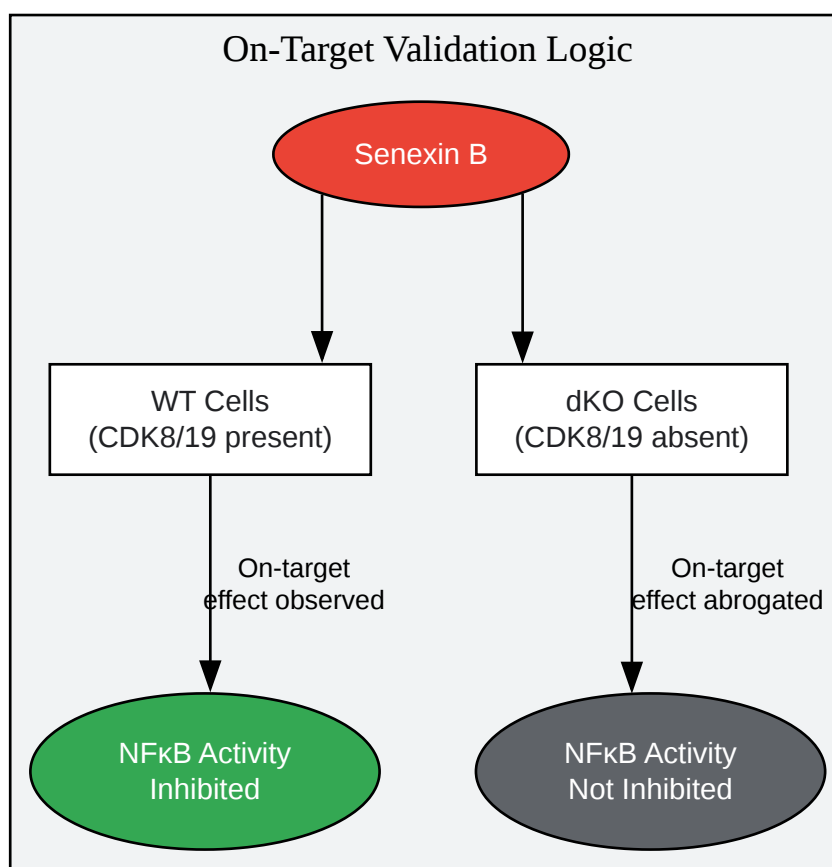 On-Target Validation Logic
Senexin B
WT Cells
(CDK8/19 present)
dKO Cells
(CDK8/19 absent)
On-target
effect observed
On-target
effect abrogated
NFκB Activity
Inhibited
NFκB Activity
Not Inhibited